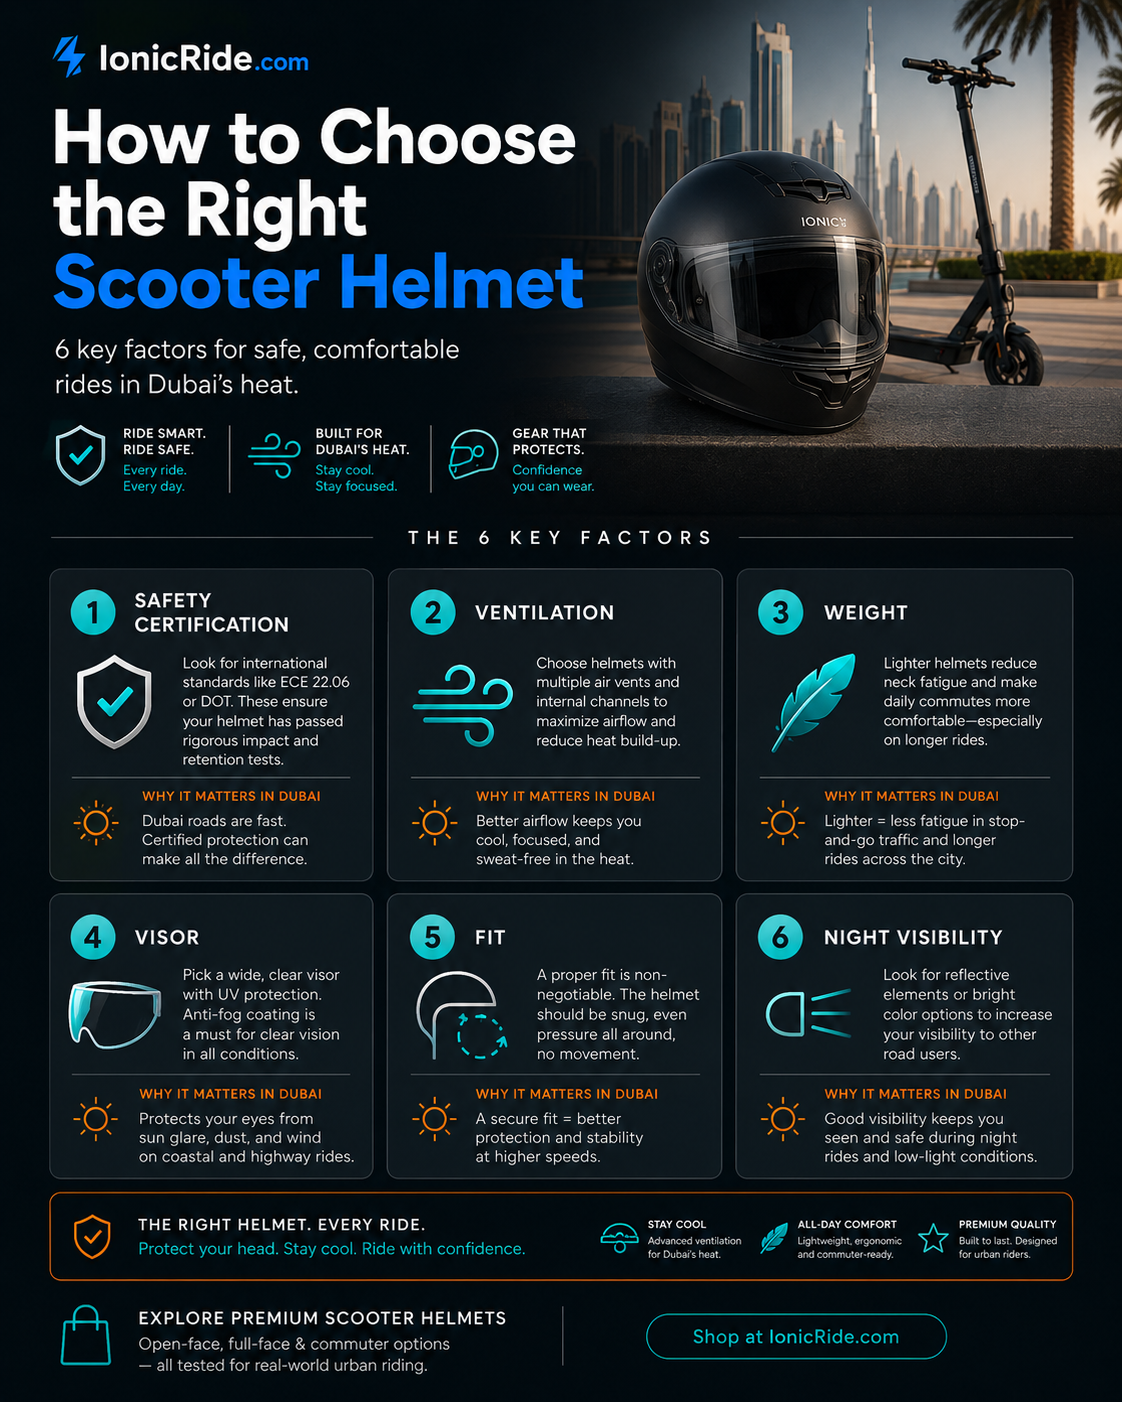 IonicRide.com
How to Choose
the Right
Scooter Helmet
6 key factors for safe, comfortable
rides in Dubai's heat.
IONIC
RIDE SMART.
RIDE SAFE.
Every ride.
Every day.
BUILT FOR
DUBAI'S HEAT.
Stay cool.
Stay focused.
GEAR THAT
PROTECTS.
Confidence
you can wear.
THE 6 KEY FACTORS
1
SAFETY
CERTIFICATION
Look for international
standards like ECE 22.06
or DOT. These ensure
your helmet has passed
rigorous impact and
retention tests.
WHY IT MATTERS IN DUBAI
Dubai roads are fast.
Certified protection can
make all the difference.
2
VENTILATION
Choose helmets with
multiple air vents and
internal channels to
maximize airflow and
reduce heat build-up.
WHY IT MATTERS IN DUBAI
Better airflow keeps you
cool, focused, and
sweat-free in the heat.
3
WEIGHT
Lighter helmets reduce
neck fatigue and make
daily commutes more
comfortable—especially
on longer rides.
WHY IT MATTERS IN DUBAI
Lighter = less fatigue in stop-
and-go traffic and longer
rides across the city.
4
VISOR
Pick a wide, clear visor
with UV protection.
Anti-fog coating is
a must for clear vision
in all conditions.
WHY IT MATTERS IN DUBAI
Protects your eyes from
sun glare, dust, and wind
on coastal and highway rides.
5
FIT
A proper fit is non-
negotiable. The helmet
should be snug, even
pressure all around,
no movement.
WHY IT MATTERS IN DUBAI
A secure fit = better
protection and stability
at higher speeds.
6
NIGHT VISIBILITY
Look for reflective
elements or bright
color options to increase
your visibility to other
road users.
WHY IT MATTERS IN DUBAI
Good visibility keeps you
seen and safe during night
rides and low-light conditions.
THE RIGHT HELMET. EVERY RIDE.
Protect your head. Stay cool. Ride with confidence.
STAY COOL
Advanced ventilation
for Dubai's heat.
ALL-DAY COMFORT
Lightweight, ergonomic
and commuter-ready.
PREMIUM QUALITY
Built to last. Designed
for urban riders.
EXPLORE PREMIUM SCOOTER HELMETS
Open-face, full-face & commuter options
— all tested for real-world urban riding.
Shop at IonicRide.com